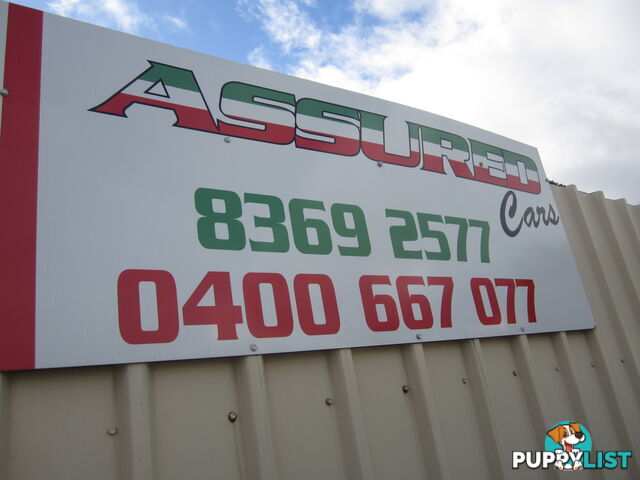 ASSURED
Cars
8369 2577
0400 667 077
PUPPYLIST